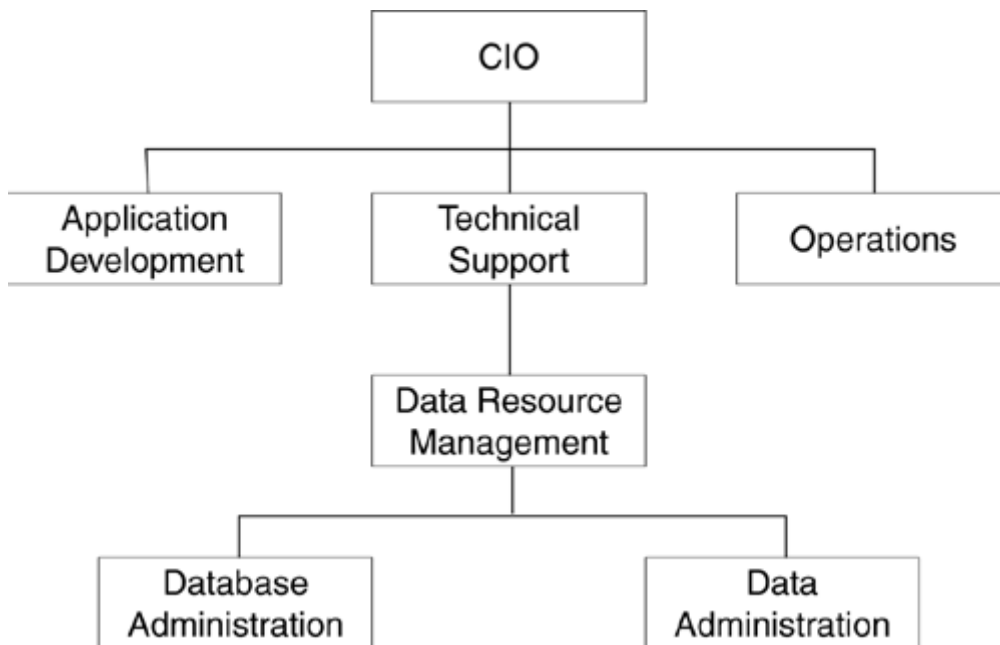 CIO
Application
Development
Technical
Support
Operations
Data Resource
Management
Database
Administration
Data
Administration